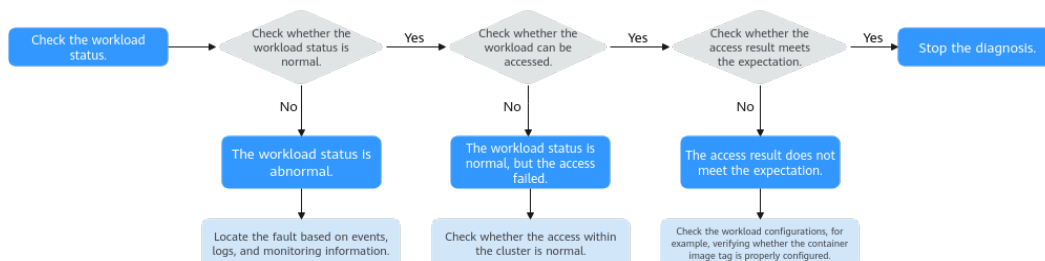 Check the workload
status.
Check whether the
workload status is
normal.
Yes
Check whether the
workload can be
accessed.
Yes
Check whether the
access result meets
the expectation.
Yes
Stop the diagnosis.
No
No
No
The workload status is
abnormal.
The workload status is
normal, but the access
failed.
The access result does not
meet the expectation.
Locate the fault based on events,
logs, and monitoring information.
Check whether the access within
the cluster is normal.
Check the workload configurations, for
example, verifying whether the container
image tag is properly configured.